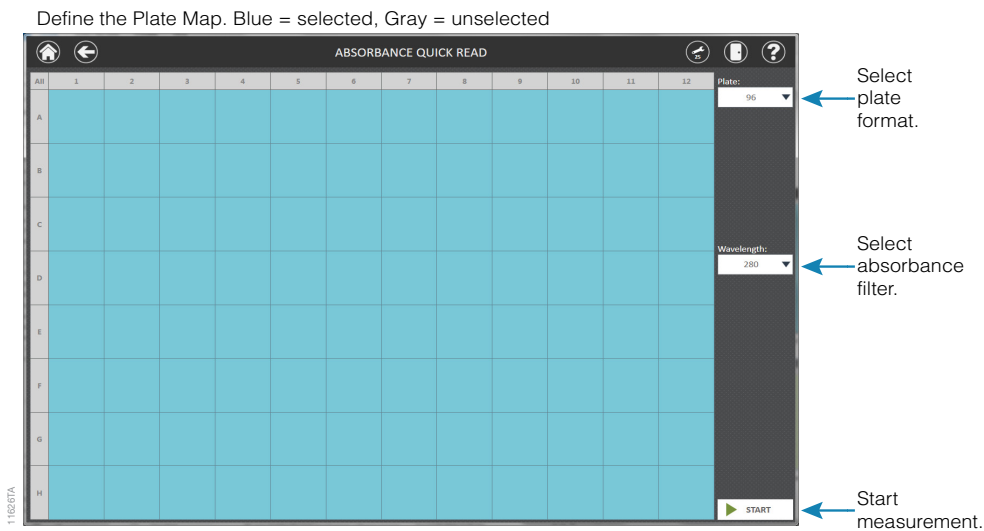 Define the Plate Map. Blue = selected, Gray = unselected
ABSORBANCE QUICK READ
25
?
All 1 2 3 4 5 6 7 8 9 10 11 12
A
B
C
D
E
F
G
H
Plate:
96
Wavelength:
280
START
Select
plate
format.
Select
absorbance
filter.
Start
measurement.
11626TA